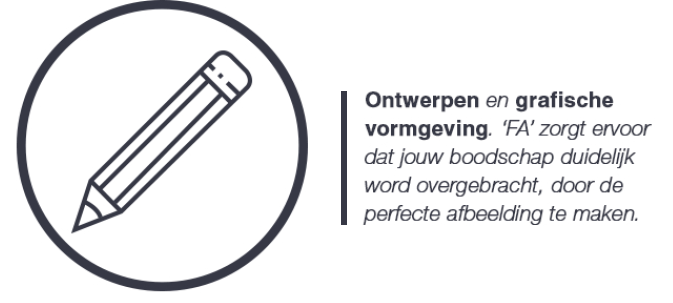 Ontwerpen en grafische
vormgeving. ‘FA’ zorgt ervoor
dat jouw boodschap duidelijk
word overgebracht, door de
perfecte afbeelding te maken.